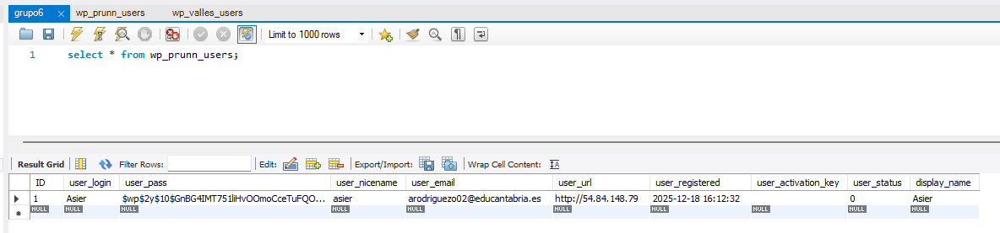 grupo6 wp_prunn_users wp_valles_users
Limit to 1000 rows
1 select * from wp_prunn_users;
Result Grid Filter Rows: Edit: Export/Import: Wrap Cell Content:
ID user_login user_pass user_nicename user_email user_url user_registered user_activation_key user_status display_name
1 Asier $wp$2y$10$GnBG4IMT751liHvOOmoCceTuFQO... asier arodriguezo02@educantabria.es http://54.84.148.79 2025-12-18 16:12:32 0 Asier
NULL NULL NULL NULL NULL NULL NULL NULL NULL NULL